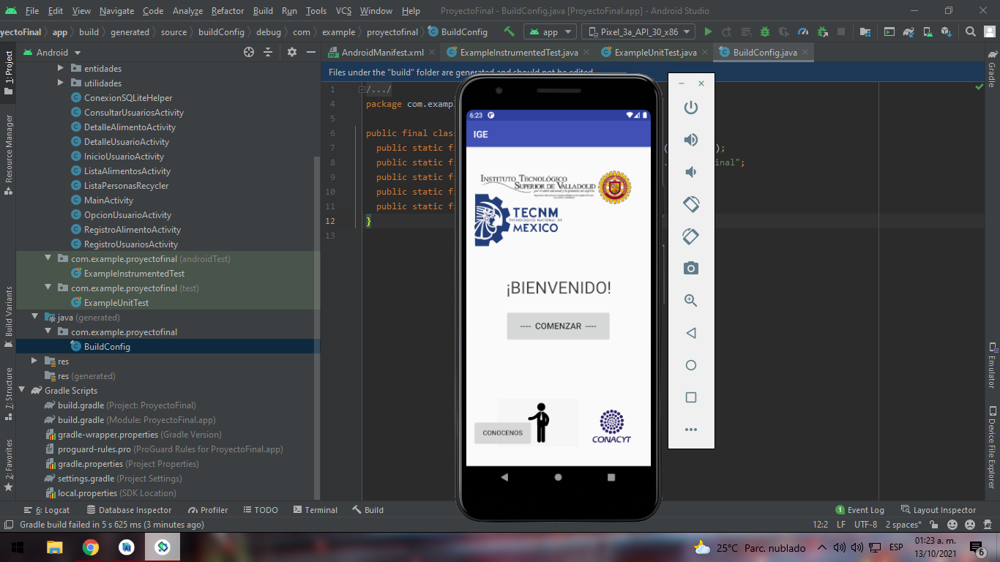 File Edit View Navigate Code Analyze Refactor Build Run Tools VCS Window Help ProyectoFinal - BuildConfig.java [ProyectoFinal.app] - Android Studio
yectoFinal app build generated source buildConfig debug com example proyectofinal BuildConfig app Pixel_3a_API_30_x86
Android
AndroidManifest.xml ExampleInstrumentedTest.java ExampleUnitTest.java BuildConfig.java
Files under the "build" folder are generated and should not be edited.
1: Project
Resource Manager
Build Variants
7: Structure
2: Favorites
entidades
utilidades
ConexionSQLiteHelper
ConsultarUsuariosActivity
DetalleAlimentoActivity
DetalleUsuarioActivity
InicioUsuarioActivity
ListaAlimentosActivity
ListaPersonasRecycler
MainActivity
OpcionUsuarioActivity
RegistroAlimentoActivity
RegistroUsuariosActivity
com.example.proyectofinal (androidTest)
ExampleInstrumentedTest
com.example.proyectofinal (test)
ExampleUnitTest
java (generated)
com.example.proyectofinal
BuildConfig
res
res (generated)
Gradle Scripts
build.gradle (Project: ProyectoFinal)
build.gradle (Module: ProyectoFinal.app)
gradle-wrapper.properties (Gradle Version)
proguard-rules.pro (ProGuard Rules for ProyectoFinal.app)
gradle.properties (Project Properties)
settings.gradle (Project Settings)
local.properties (SDK Location)
1 /.../
4 package com.examp
5
6 public final class
7 public static fi ( );
8 public static fi . inal";
9 public static fi
10 public static fi
11 public static fi
12 }
13
6:23
IGE
INSTITUTO TECNOLÓGICO
SUPERIOR DE VALLADOLID
TECNM
TECNOLÓGICO NACIONAL DE
MEXICO
¡BIENVENIDO!
---- COMENZAR ----
CONOCENOS
CONACYT
Gradle
Emulator
Device File Explorer
6: Logcat Database Inspector Profiler TODO Terminal Build 1 Event Log Layout Inspector
Gradle build failed in 5 s 625 ms (3 minutes ago) 12:2 LF UTF-8 2 spaces*
25°C Parc. nublado ESP 01:23 a. m.
13/10/2021 6